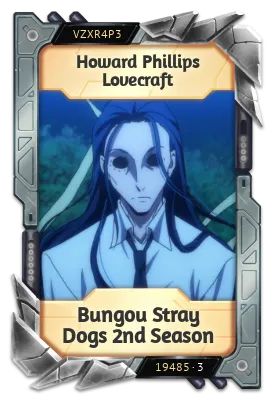 VZXR4P3
Howard Phillips
Lovecraft
Bungou Stray
Dogs 2nd Season
19485·3